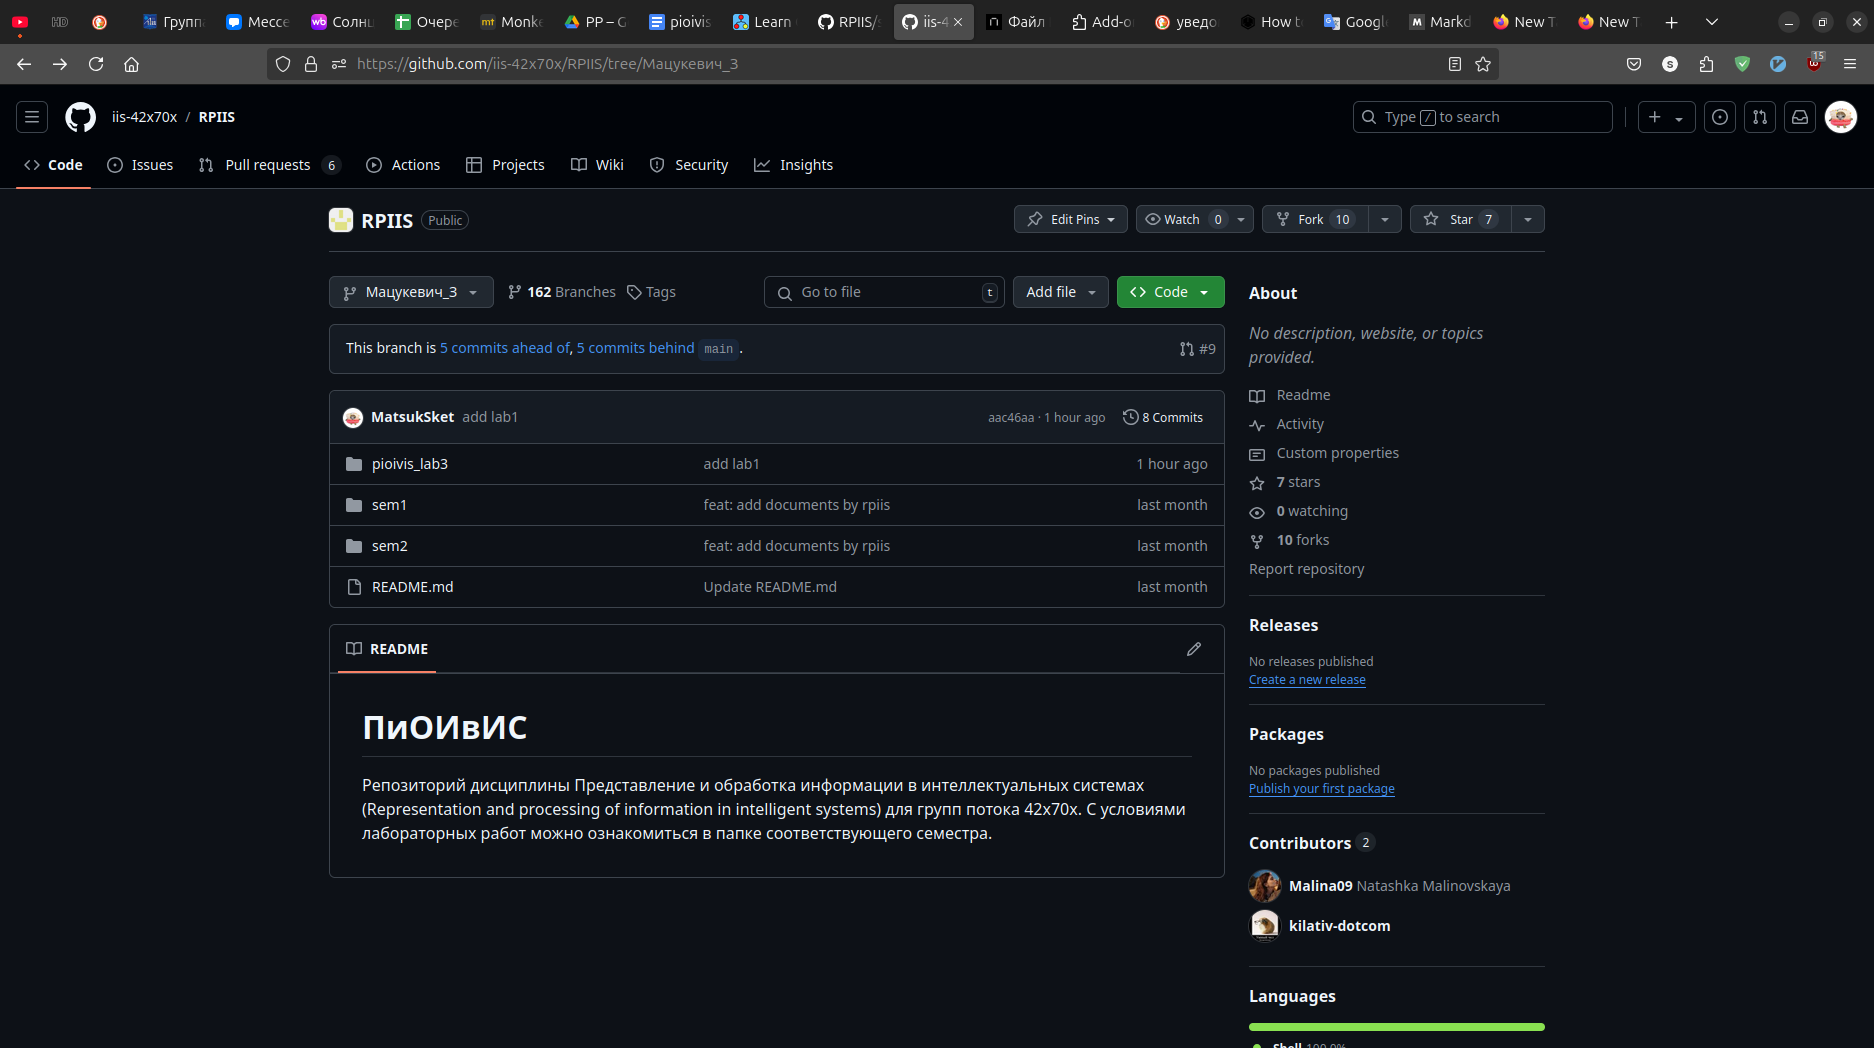 HD
Групп
Мессе
wb Солн
Очере
mt Monke
PP – G
pioivis
Learn
RPIIS/s
iis-4
Файл
Add-o
уведо
How to
Google
M Markd
New T
New T
https://github.com/iis-42x70x/RPIIS/tree/Мацукевич_З
S
15
iis-42x70x / RPIIS
Type / to search
Code
Issues
Pull requests 6
Actions
Projects
Wiki
Security
Insights
RPIIS Public
Edit Pins
Watch 0
Fork 10
Star 7
Мацукевич_З
162 Branches
Tags
Go to file t
Add file
Code
This branch is 5 commits ahead of, 5 commits behind main .
#9
MatsukSket add lab1 aac46aa · 1 hour ago 8 Commits
pioivis_lab3 add lab1 1 hour ago
sem1 feat: add documents by rpiis last month
sem2 feat: add documents by rpiis last month
README.md Update README.md last month
README
ПиОИвИС
Репозиторий дисциплины Представление и обработка информации в интеллектуальных системах
(Representation and processing of information in intelligent systems) для групп потока 42х70х. С условиями
лабораторных работ можно ознакомиться в папке соответствующего семестра.
About
No description, website, or topics
provided.
Readme
Activity
Custom properties
7 stars
0 watching
10 forks
Report repository
Releases
No releases published
Create a new release
Packages
No packages published
Publish your first package
Contributors 2
Malina09 Natashka Malinovskaya
kilativ-dotcom
Languages
Shell 100.0%